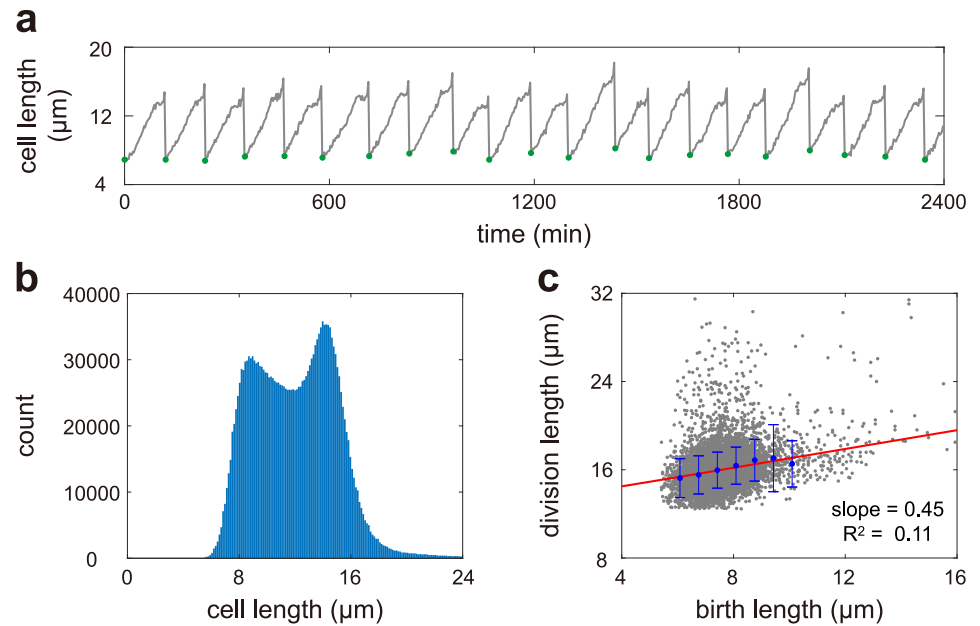 a
20
12
4
cell length
(μm)
0
600
1200
1800
2400
time (min)
b
40000
30000
20000
10000
0
count
0
8
16
24
cell length (μm)
c
32
24
16
8
division length (μm)
slope = 0.45
R² = 0.11
4
8
12
16
birth length (μm)